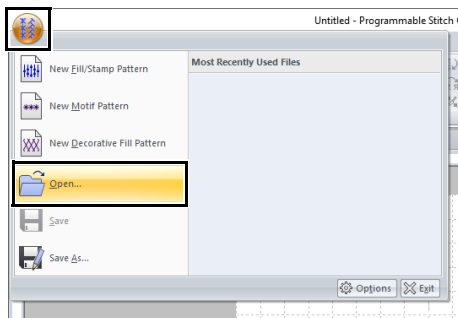 Untitled - Programmable Stitch
New Fill/Stamp Pattern
New Motif Pattern
New Decorative Fill Pattern
Open...
Save
Save As...
Most Recently Used Files
Options
Exit